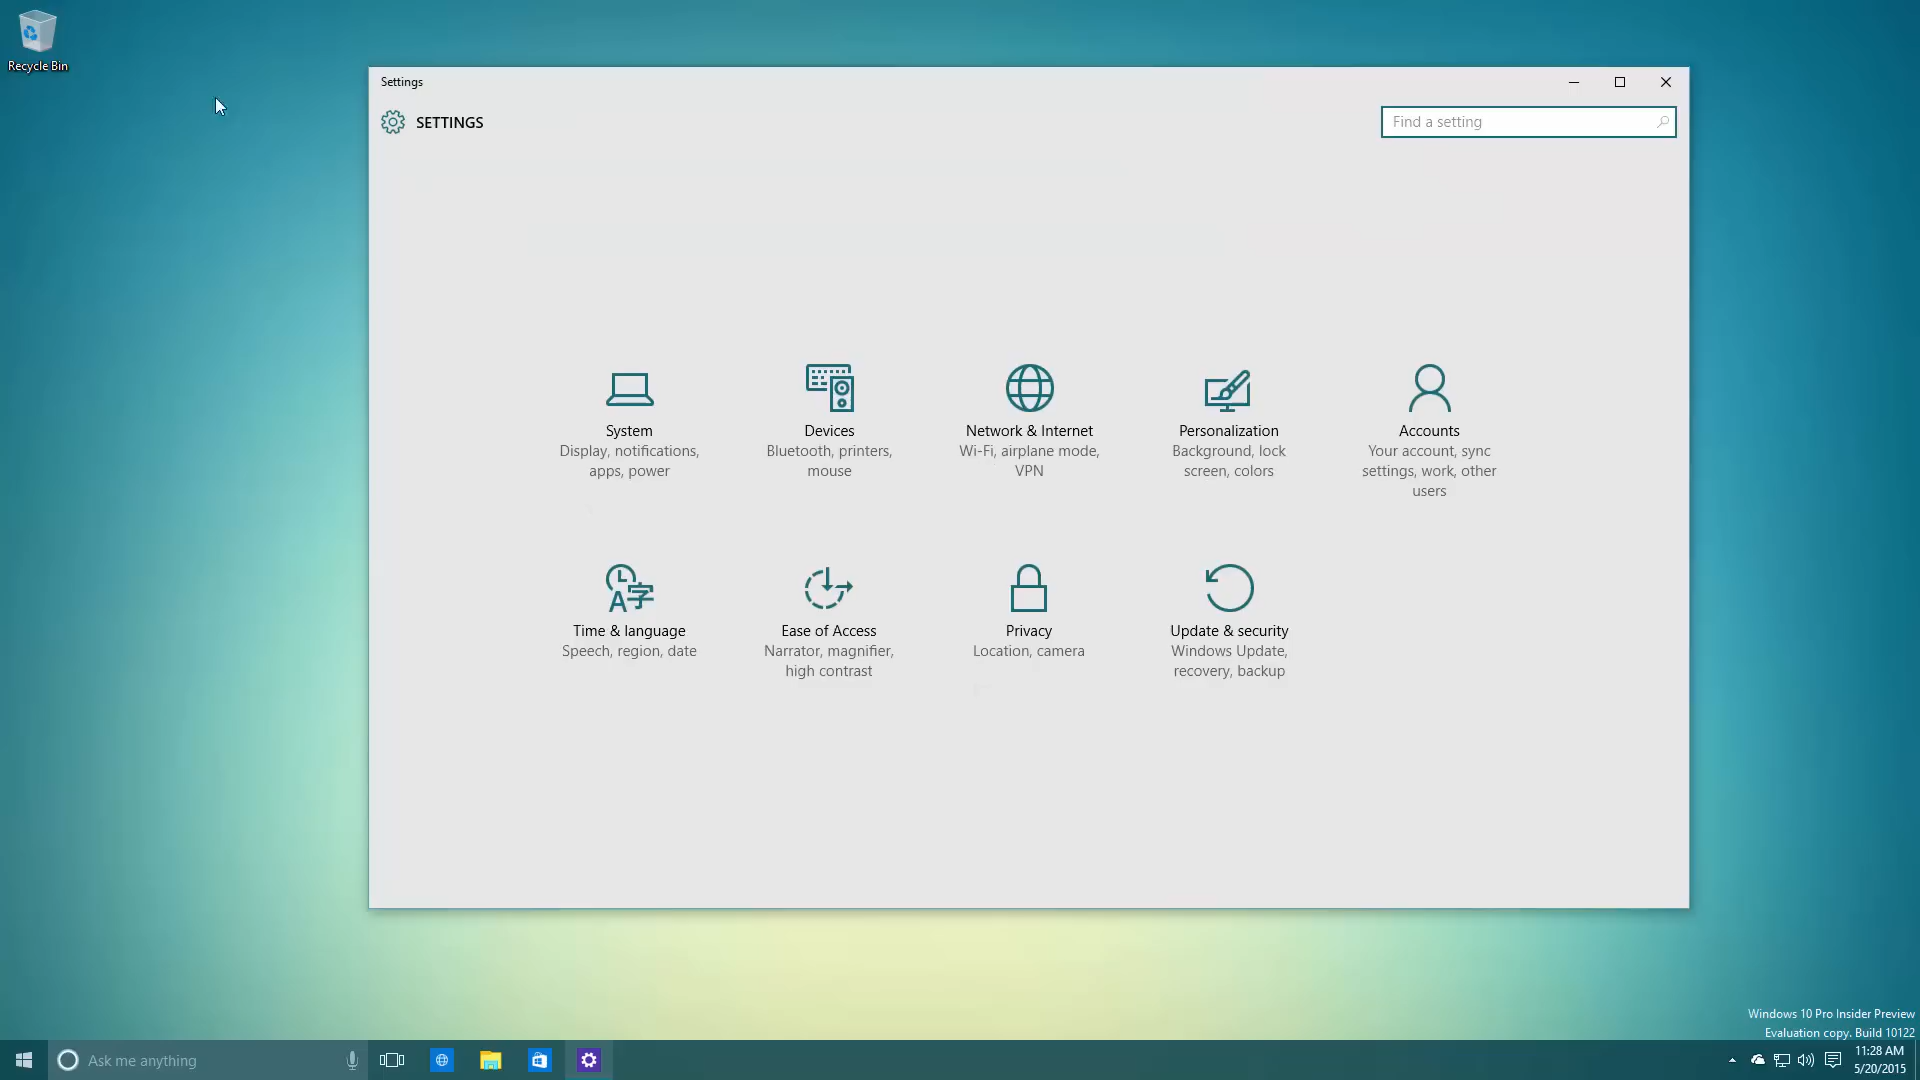 Recycle Bin
Settings
SETTINGS
Find a setting
System
Display, notifications,
apps, power
Devices
Bluetooth, printers,
mouse
Network & Internet
Wi-Fi, airplane mode,
VPN
Personalization
Background, lock
screen, colors
Accounts
Your account, sync
settings, work, other
users
A字
Time & language
Speech, region, date
Ease of Access
Narrator, magnifier,
high contrast
Privacy
Location, camera
Update & security
Windows Update,
recovery, backup
Windows 10 Pro Insider Preview
Evaluation copy. Build 10122
Ask me anything
11:28 AM
5/20/2015